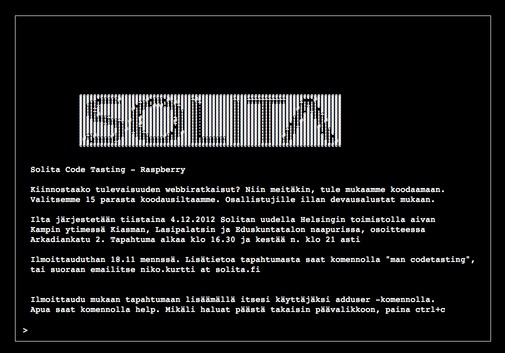 SOLITA
Solita Code Tasting - Raspberry
Kiinnostaako tulevaisuuden webbiratkaisut? Niin meitäkin, tule mukaamme koodaamaan.
Valitsemme 15 parasta koodausiltaamme. Osallistujille illan devausalustat mukaan.
Ilta järjestetään tiistaina 4.12.2012 Solitan uudella Helsingin toimistolla aivan
Kampin ytimessä Kiasman, Lasipalatsin ja Eduskuntatalon naapurissa, osoitteessa
Arkadiankatu 2. Tapahtuma alkaa klo 16.30 ja kestää n. klo 21 asti
Ilmoittauduthan 18.11 mennssä. Lisätietoa tapahtumasta saat komennolla "man codetasting",
tai suoraan emailitse niko.kurtti at solita.fi
Ilmoittaudu mukaan tapahtumaan lisäämällä itsesi käyttäjäksi adduser -komennolla.
Apua saat komennolla help. Mikäli haluat päästä takaisin päävalikkoon, paina ctrl+c
>